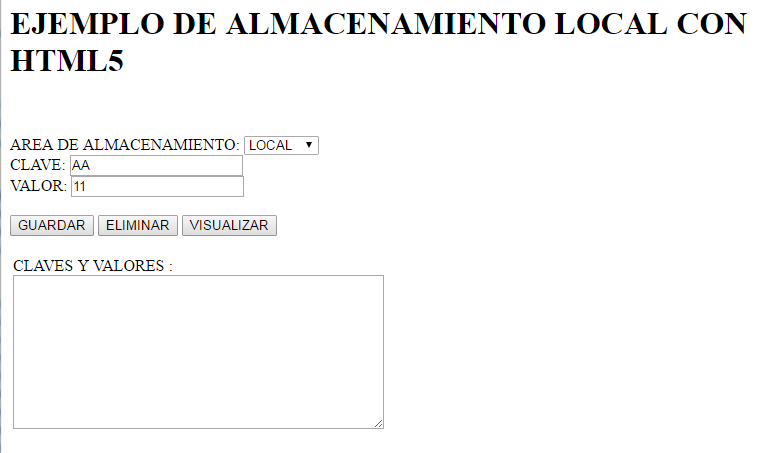 EJEMPLO DE ALMACENAMIENTO LOCAL CON
HTML5
AREA DE ALMACENAMIENTO: LOCAL
CLAVE: AA
VALOR: 11
GUARDAR ELIMINAR VISUALIZAR
CLAVES Y VALORES :